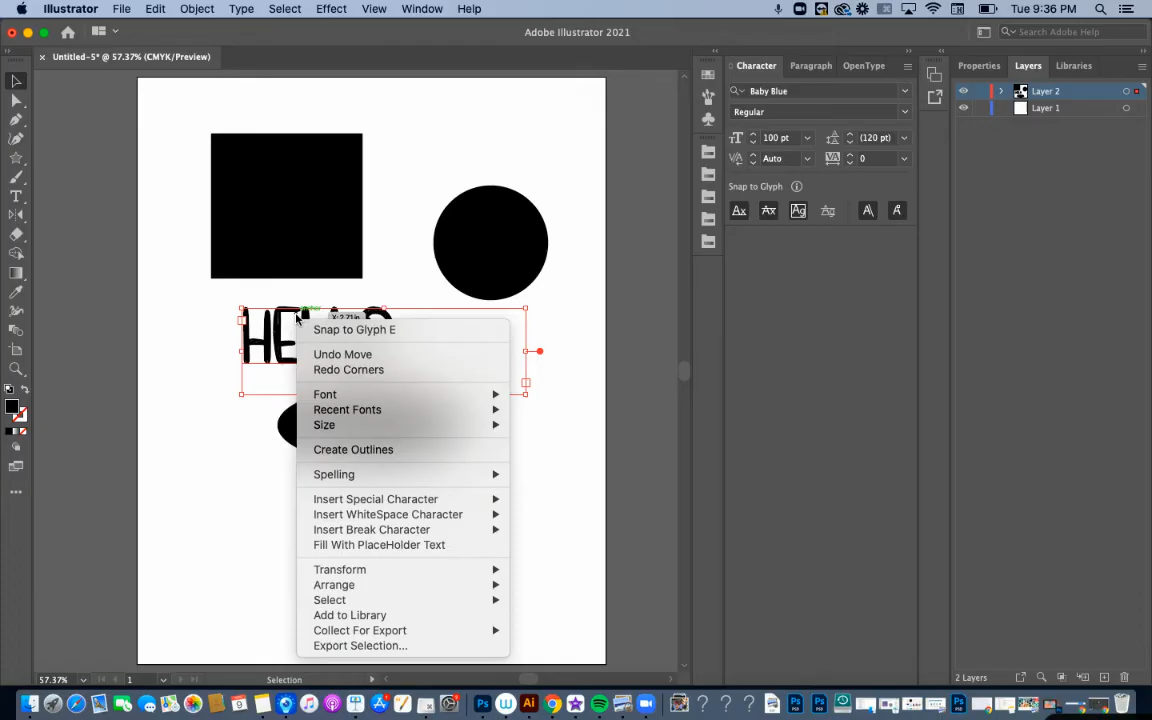 Illustrator File Edit Object Type Select Effect View Window Help
Tue 9:36 PM
Adobe Illustrator 2021
Search Adobe Help
× Untitled-5* @ 57.37% (CMYK/Preview)
Character Paragraph OpenType
Properties Layers Libraries
Baby Blue
Layer 2
Regular
Layer 1
100 pt
(120 pt)
Auto
0
Snap to Glyph
HE
Snap to Glyph E
Undo Move
Redo Corners
Font
Recent Fonts
Size
Create Outlines
Spelling
Insert Special Character
Insert WhiteSpace Character
Insert Break Character
Fill With PlaceHolder Text
Transform
Arrange
Select
Add to Library
Collect For Export
Export Selection...
57.37%
1
Selection
2 Layers